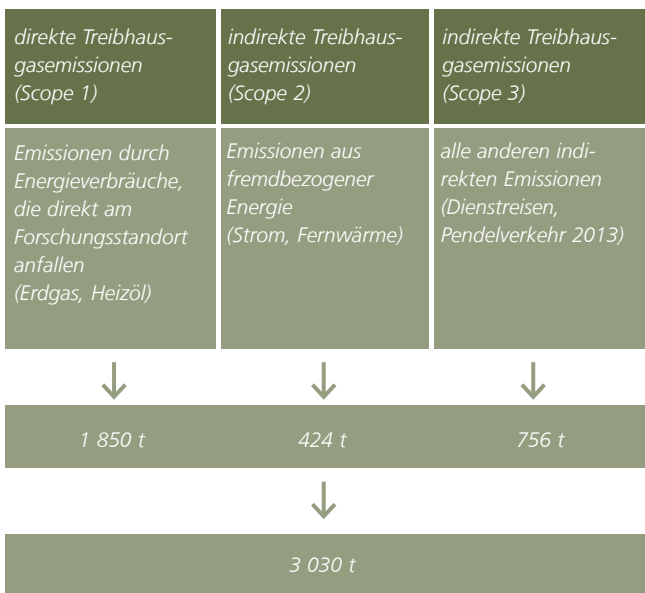 direkte Treibhaus-
gasemissionen
(Scope 1)
indirekte Treibhaus-
gasemissionen
(Scope 2)
indirekte Treibhaus-
gasemissionen
(Scope 3)
Emissionen durch
Energieverbräuche,
die direkt am
Forschungsstandort
anfallen
(Erdgas, Heizöl)
Emissionen aus
fremdbezogener
Energie
(Strom, Fernwärme)
alle anderen indi-
rekten Emissionen
(Dienstreisen,
Pendelverkehr 2013)
1 850 t
424 t
756 t
3 030 t